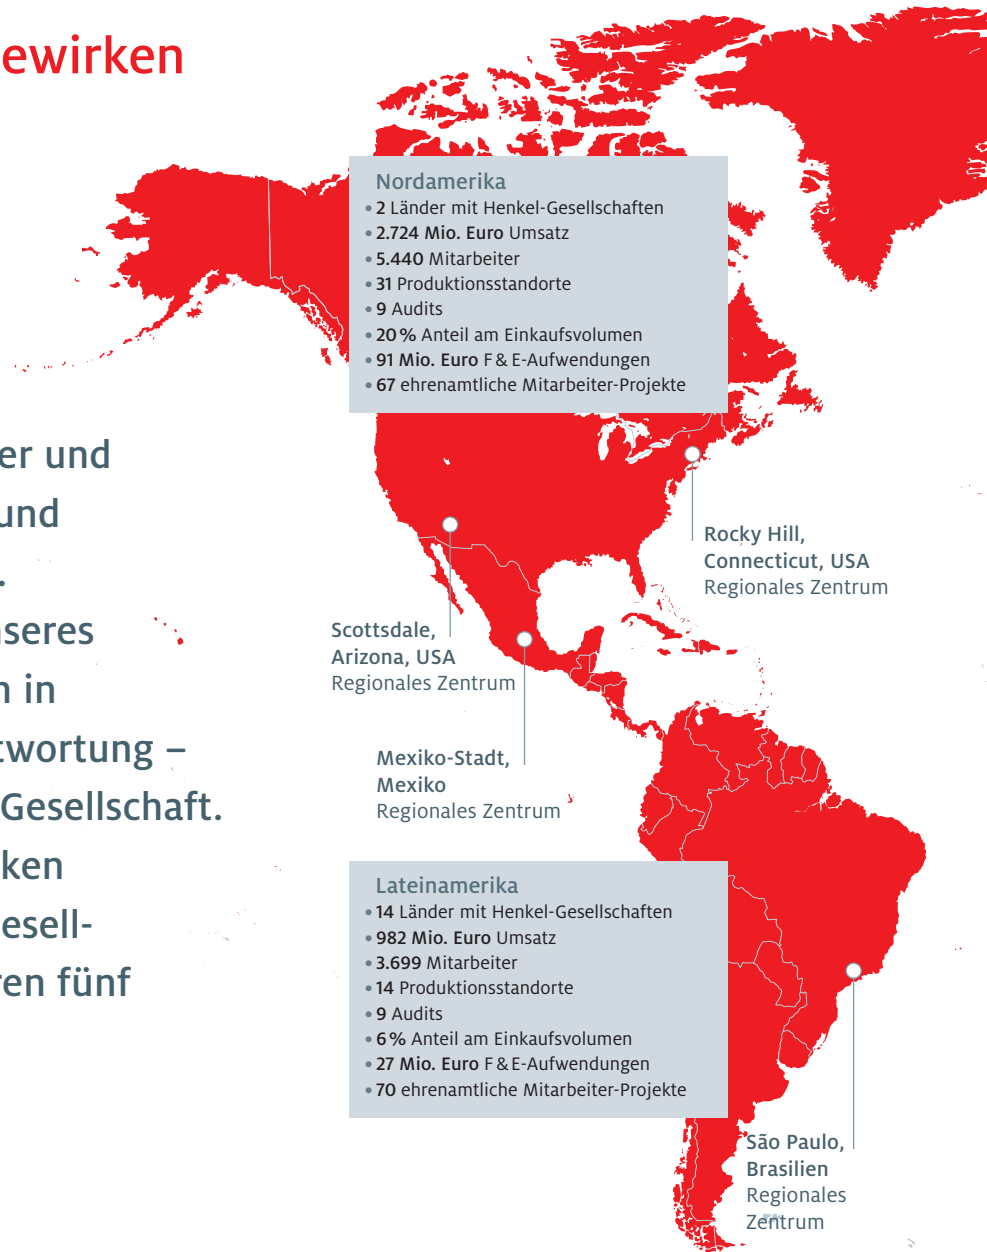 ewirken
er und
und
.
nseres
n in
twortung –
Gesellschaft.
ken
esell-
ren fünf
Nordamerika
• 2 Länder mit Henkel-Gesellschaften
• 2.724 Mio. Euro Umsatz
• 5.440 Mitarbeiter
• 31 Produktionsstandorte
• 9 Audits
• 20 % Anteil am Einkaufsvolumen
• 91 Mio. Euro F & E-Aufwendungen
• 67 ehrenamtliche Mitarbeiter-Projekte
Rocky Hill,
Connecticut, USA
Regionales Zentrum
Scottsdale,
Arizona, USA
Regionales Zentrum
Mexiko-Stadt,
Mexiko
Regionales Zentrum
Lateinamerika
• 14 Länder mit Henkel-Gesellschaften
• 982 Mio. Euro Umsatz
• 3.699 Mitarbeiter
• 14 Produktionsstandorte
• 9 Audits
• 6 % Anteil am Einkaufsvolumen
• 27 Mio. Euro F & E-Aufwendungen
• 70 ehrenamtliche Mitarbeiter-Projekte
São Paulo,
Brasilien
Regionales
Zentrum